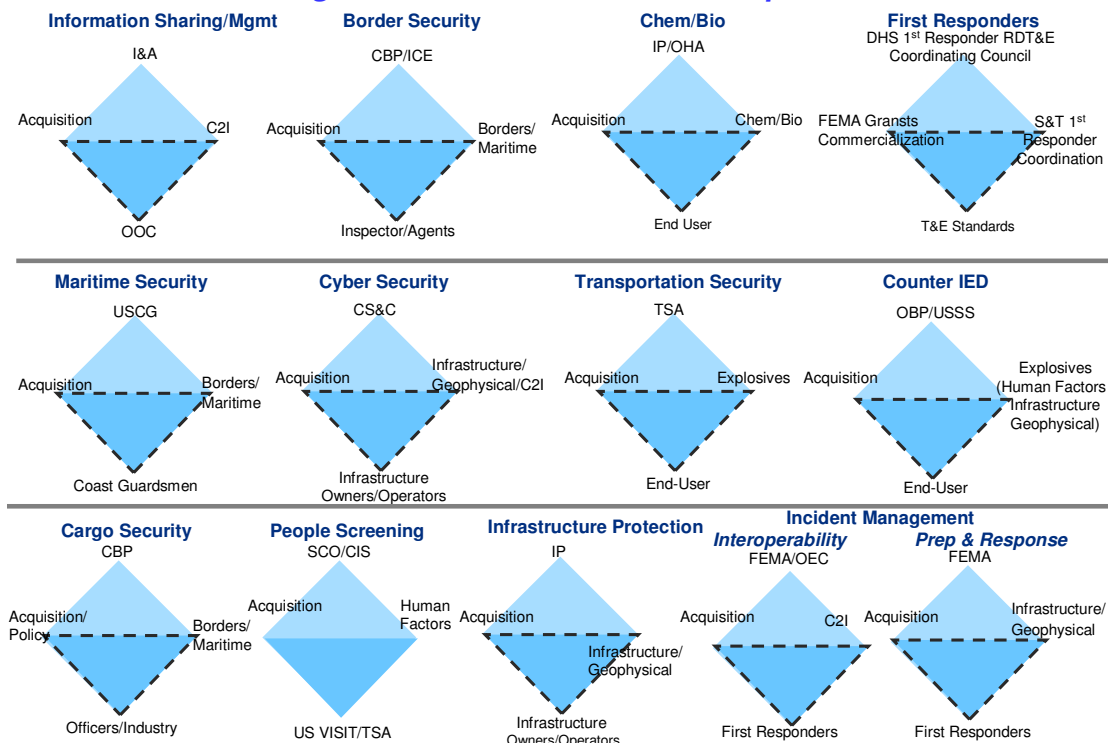 Information Sharing/Mgmt
I&A
Acquisition
C2I
OOC
Border Security
CBP/ICE
Acquisition
Borders/
Maritime
Inspector/Agents
Chem/Bio
IP/OHA
Acquisition
Chem/Bio
End User
First Responders
DHS 1st Responder RDT&E
Coordinating Council
FEMA Gransts
Commercialization
S&T 1st
Responder
Coordination
T&E Standards
Maritime Security
USCG
Acquisition
Borders/
Maritime
Coast Guardsmen
Cyber Security
CS&C
Acquisition
Infrastructure/
Geophysical/C2I
Infrastructure
Owners/Operators
Transportation Security
TSA
Acquisition
Explosives
End-User
Counter IED
OBP/USSS
Acquisition
Explosives
(Human Factors
Infrastructure
Geophysical)
End-User
Cargo Security
CBP
Acquisition/
Policy
Borders/
Maritime
Officers/Industry
People Screening
SCO/CIS
Acquisition
Human
Factors
US VISIT/TSA
Infrastructure Protection
IP
Acquisition
Infrastructure/
Geophysical
Infrastructure
Owners/Operators
Incident Management
Interoperability
FEMA/OEC
Acquisition
C2I
First Responders
Prep & Response
FEMA
Acquisition
Infrastructure/
Geophysical
First Responders